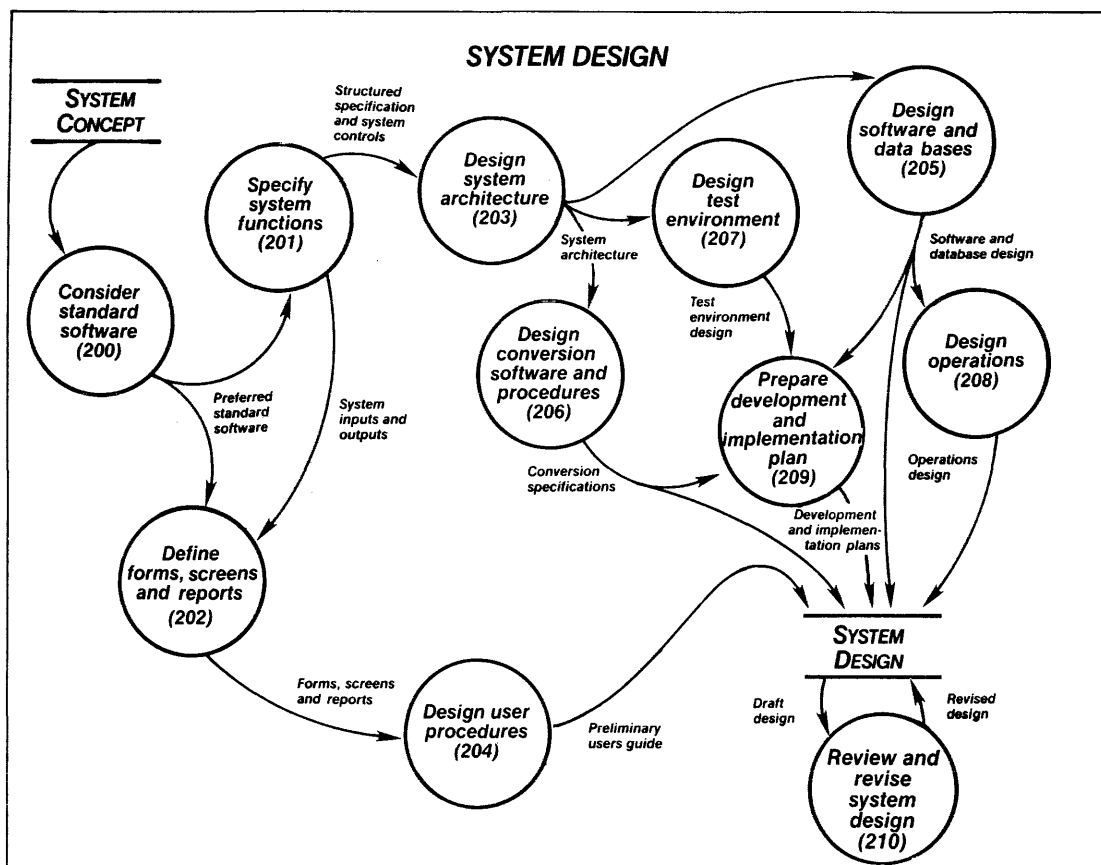 SYSTEM DESIGN
SYSTEM
CONCEPT
Structured
specification
and system
controls
Design
software and
data bases
(205)
Specify
system
functions
(201)
Design
system
architecture
(203)
Design
test
environment
(207)
System
architecture
Software and
database design
Consider
standard
software
(200)
Test
environment
design
Design
conversion
software and
procedures
(206)
Design
operations
(208)
Preferred
standard
software
System
inputs and
outputs
Prepare
development
and
implementation
plan
(209)
Conversion
specifications
Operations
design
Development
and implemen-
tation plans
Define
forms, screens
and reports
(202)
SYSTEM
DESIGN
Forms, screens
and reports
Design user
procedures
(204)
Preliminary
users guide
Draft
design
Revised
design
Review and
revise
system
design
(210)